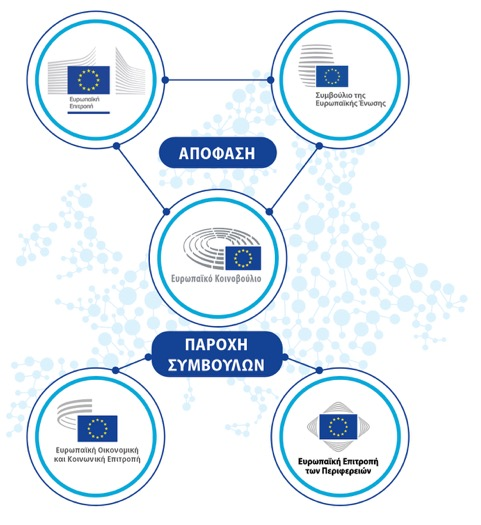 Ευρωπαϊκή
Επιτροπή
Συμβούλιο της
Ευρωπαϊκής Ένωσης
ΑΠΟΦΑΣΗ
Ευρωπαϊκό Κοινοβούλιο
ΠΑΡΟΧΗ
ΣΥΜΒΟΥΛΩΝ
Ευρωπαϊκή Οικονομική
και Κοινωνική Επιτροπή
Ευρωπαϊκή Επιτροπή
των Περιφερειών